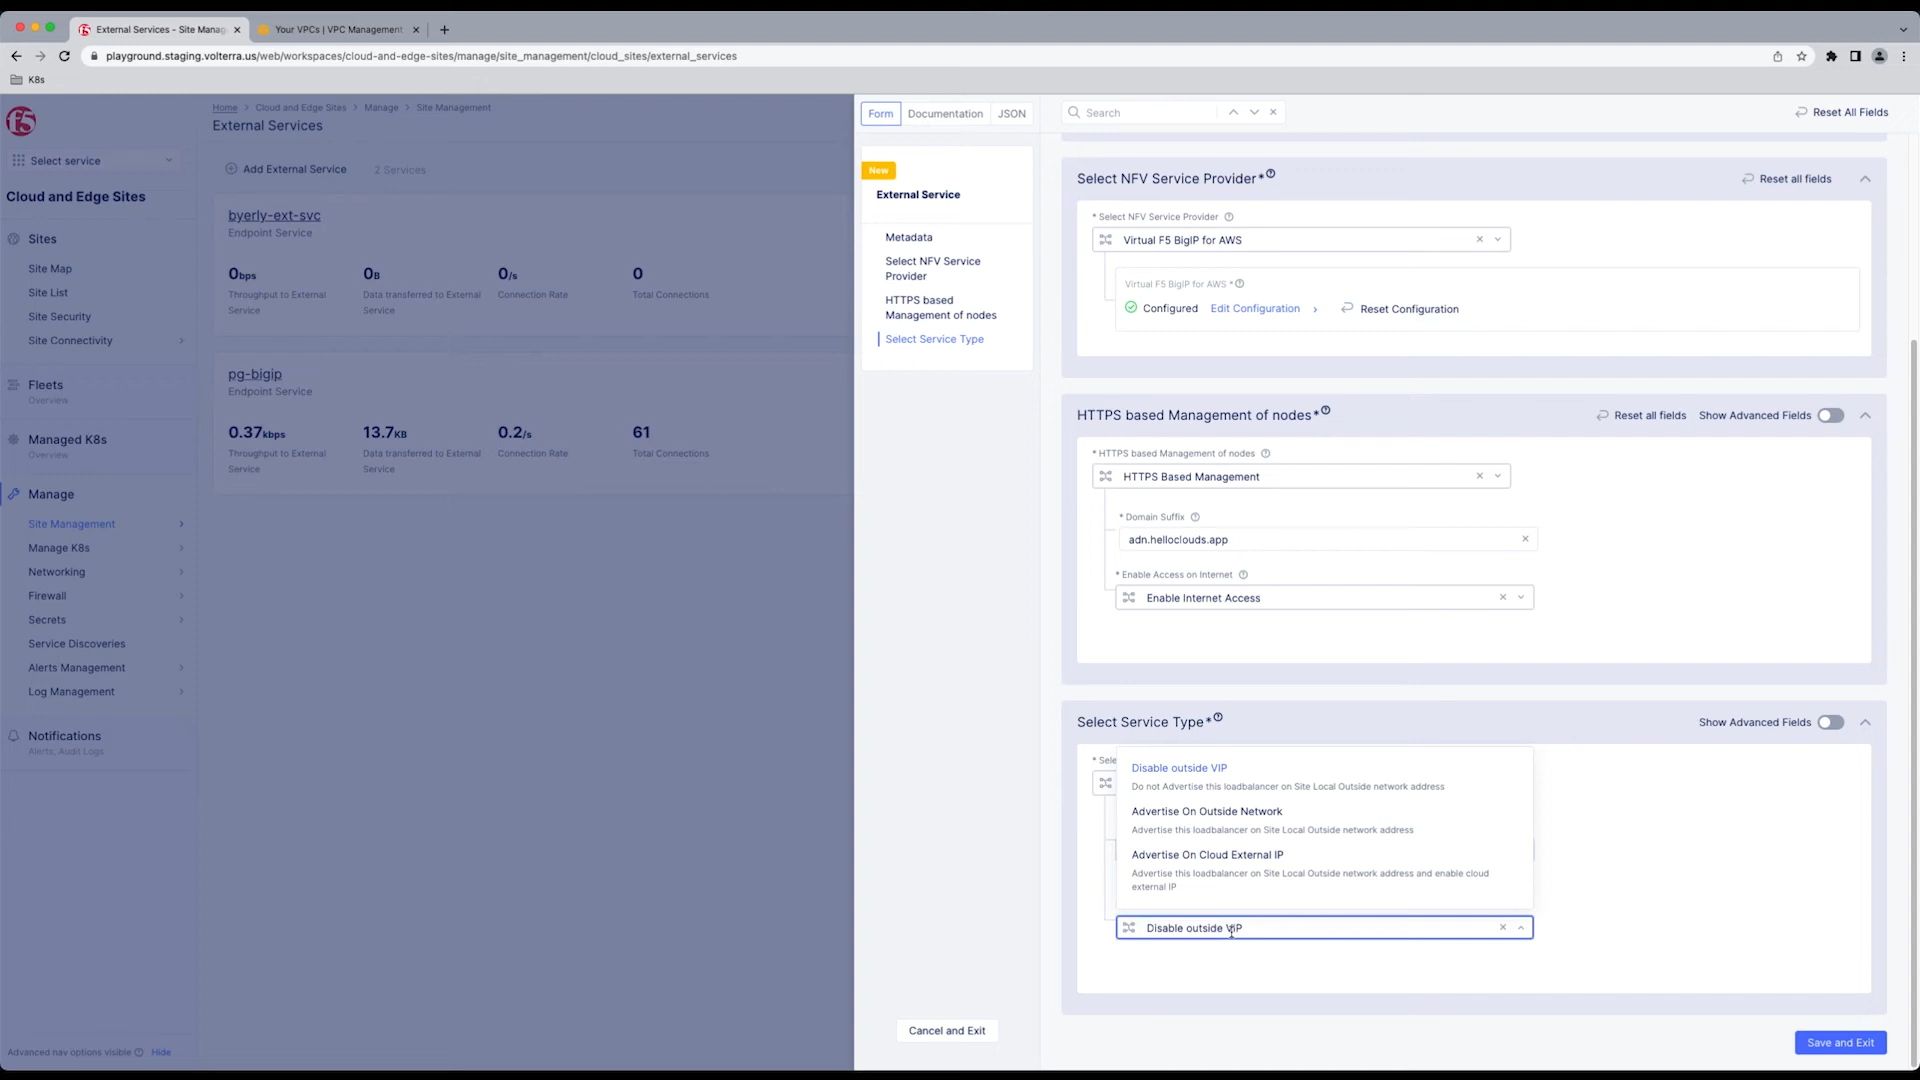 External Services - Site Manag
Your VPCs | VPC Management
playground.staging.volterra.us/web/workspaces/cloud-and-edge-sites/manage/site_management/cloud_sites/external_services
K8s
f5
Select service
Cloud and Edge Sites
Sites
Site Map
Site List
Site Security
Site Connectivity
Fleets
Overview
Managed K8s
Overview
Manage
Site Management
Manage K8s
Networking
Firewall
Secrets
Service Discoveries
Alerts Management
Log Management
Notifications
Alerts, Audit Logs
Advanced nav options visible
Hide
Home > Cloud and Edge Sites > Manage > Site Management
External Services
Add External Service
2 Services
byerly-ext-svc
Endpoint Service
0bps
0B
0/s
0
Throughput to External Service
Data transferred to External Service
Connection Rate
Total Connections
pg-bigip
Endpoint Service
0.37kbps
13.7KB
0.2/s
61
Throughput to External Service
Data transferred to External Service
Connection Rate
Total Connections
Form
Documentation
JSON
Search
Reset All Fields
New
External Service
Metadata
Select NFV Service
Provider
HTTPS based
Management of nodes
Select Service Type
Cancel and Exit
Select NFV Service Provider*
Reset all fields
* Select NFV Service Provider
Virtual F5 BigIP for AWS
Virtual F5 BigIP for AWS *
Configured
Edit Configuration
Reset Configuration
HTTPS based Management of nodes*
Reset all fields
Show Advanced Fields
* HTTPS based Management of nodes
HTTPS Based Management
* Domain Suffix
adn.helloclouds.app
* Enable Access on Internet
Enable Internet Access
Select Service Type*
Show Advanced Fields
* Sele
Disable outside VIP
Do not Advertise this loadbalancer on Site Local Outside network address
Advertise On Outside Network
Advertise this loadbalancer on Site Local Outside network address
Advertise On Cloud External IP
Advertise this loadbalancer on Site Local Outside network address and enable cloud
external IP
Disable outside VIP
Save and Exit